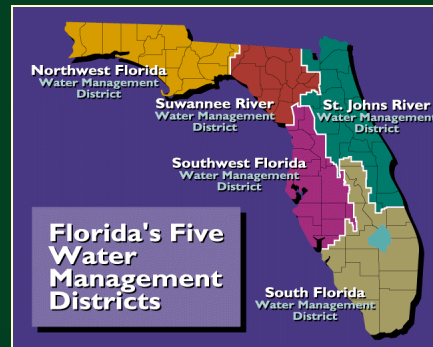 Northwest Florida
Water Management
District
Suwannee River
Water Management
District
St. Johns River
Water Management
District
Southwest Florida
Water Management
District
Florida's Five
Water
Management
Districts
South Florida
Water Management
District